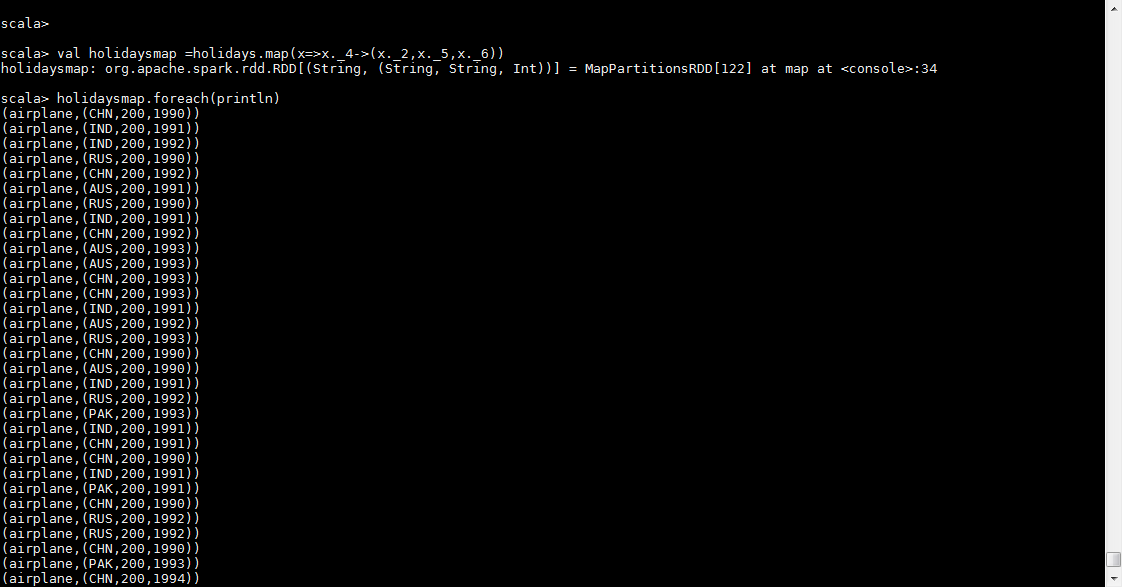 scala>
scala> val holidaysmap =holidays.map(x=>x._4->(x._2,x._5,x._6))
holidaysmap: org.apache.spark.rdd.RDD[(String, (String, String, Int))] = MapPartitionsRDD[122] at map at <console>:34
scala> holidaysmap.foreach(println)
(airplane,(CHN,200,1990))
(airplane,(IND,200,1991))
(airplane,(IND,200,1992))
(airplane,(RUS,200,1990))
(airplane,(CHN,200,1992))
(airplane,(AUS,200,1991))
(airplane,(RUS,200,1990))
(airplane,(IND,200,1991))
(airplane,(CHN,200,1992))
(airplane,(AUS,200,1993))
(airplane,(AUS,200,1993))
(airplane,(CHN,200,1993))
(airplane,(CHN,200,1993))
(airplane,(IND,200,1991))
(airplane,(AUS,200,1992))
(airplane,(RUS,200,1993))
(airplane,(CHN,200,1990))
(airplane,(AUS,200,1990))
(airplane,(IND,200,1991))
(airplane,(RUS,200,1992))
(airplane,(PAK,200,1993))
(airplane,(IND,200,1991))
(airplane,(CHN,200,1991))
(airplane,(CHN,200,1990))
(airplane,(IND,200,1991))
(airplane,(PAK,200,1991))
(airplane,(CHN,200,1990))
(airplane,(RUS,200,1992))
(airplane,(RUS,200,1992))
(airplane,(CHN,200,1990))
(airplane,(PAK,200,1993))
(airplane,(CHN,200,1994))